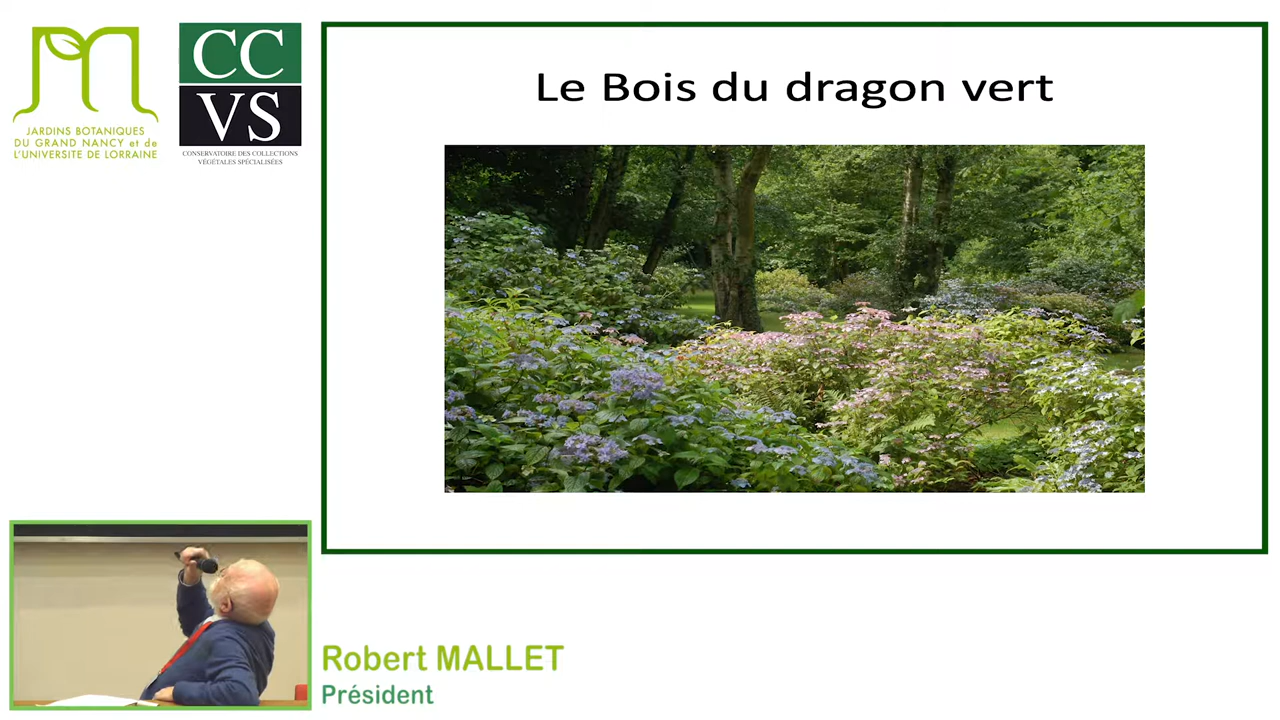 JARDINS BOTANIQUES
DU GRAND NANCY et de
L'UNIVERSITE DE LORRAINE
CC
VS
CONSERVATOIRE DES COLLECTIONS
VÉGÉTALES SPÉCIALISÉES
Le Bois du dragon vert
Robert MALLET
Président